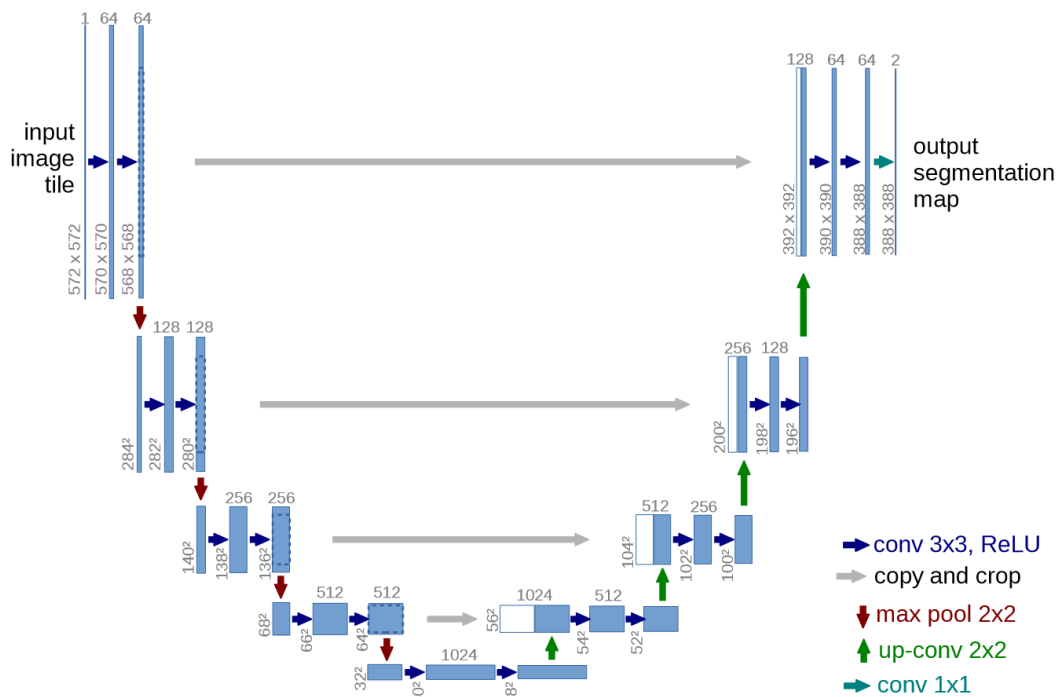 1 64 64
input
image
tile
572 x 572
570 x 570
568 x 568
128 64 64 2
output
segmentation
map
392 x 392
390 x 390
388 x 388
388 x 388
128 128
284²
282²
280²
256 128
200²
198²
196²
256 256
140²
138²
136²
512 256
104²
102²
100²
512 512
68²
66²
64²
1024 512
56²
54²
52²
1024
32²
0²
8²
conv 3x3, ReLU
copy and crop
max pool 2x2
up-conv 2x2
conv 1x1